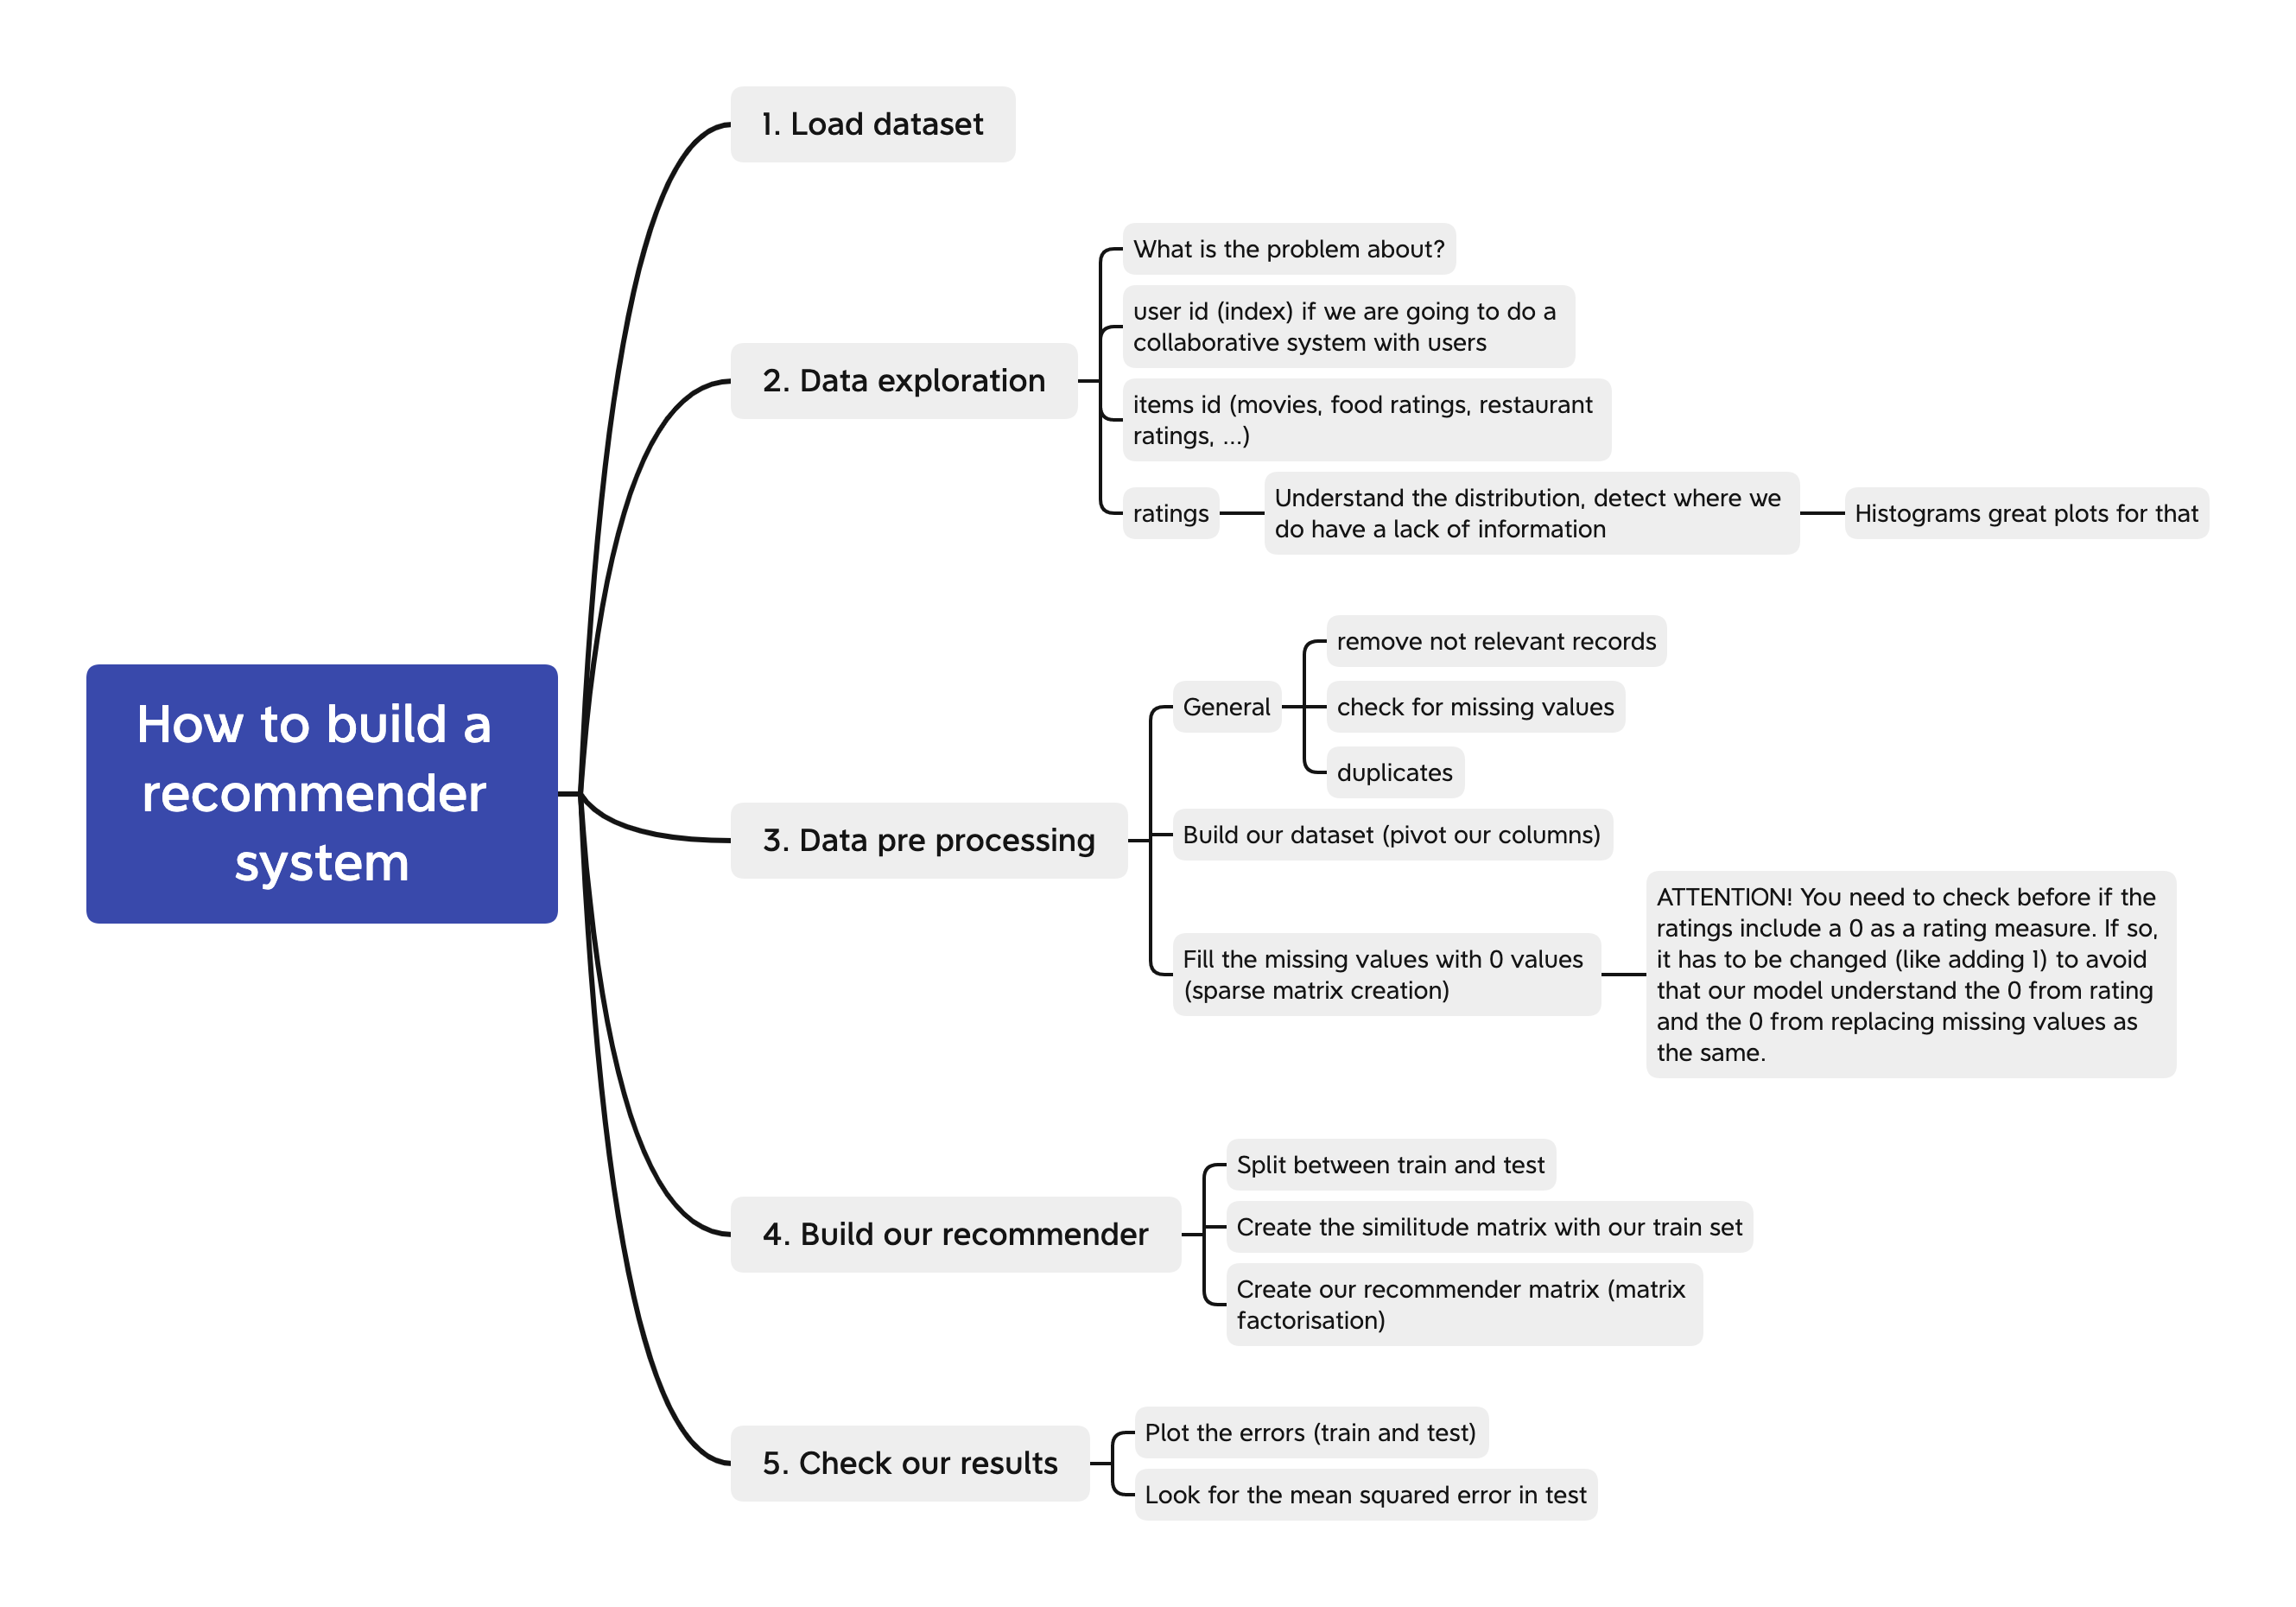 How to build a
recommender
system
1. Load dataset
2. Data exploration
What is the problem about?
user id (index) if we are going to do a
collaborative system with users
items id (movies, food ratings, restaurant
ratings, ...)
ratings
Understand the distribution, detect where we
do have a lack of information
Histograms great plots for that
3. Data pre processing
General
remove not relevant records
check for missing values
duplicates
Build our dataset (pivot our columns)
Fill the missing values with 0 values
(sparse matrix creation)
ATTENTION! You need to check before if the
ratings include a 0 as a rating measure. If so,
it has to be changed (like adding 1) to avoid
that our model understand the 0 from rating
and the 0 from replacing missing values as
the same.
4. Build our recommender
Split between train and test
Create the similitude matrix with our train set
Create our recommender matrix (matrix
factorisation)
5. Check our results
Plot the errors (train and test)
Look for the mean squared error in test